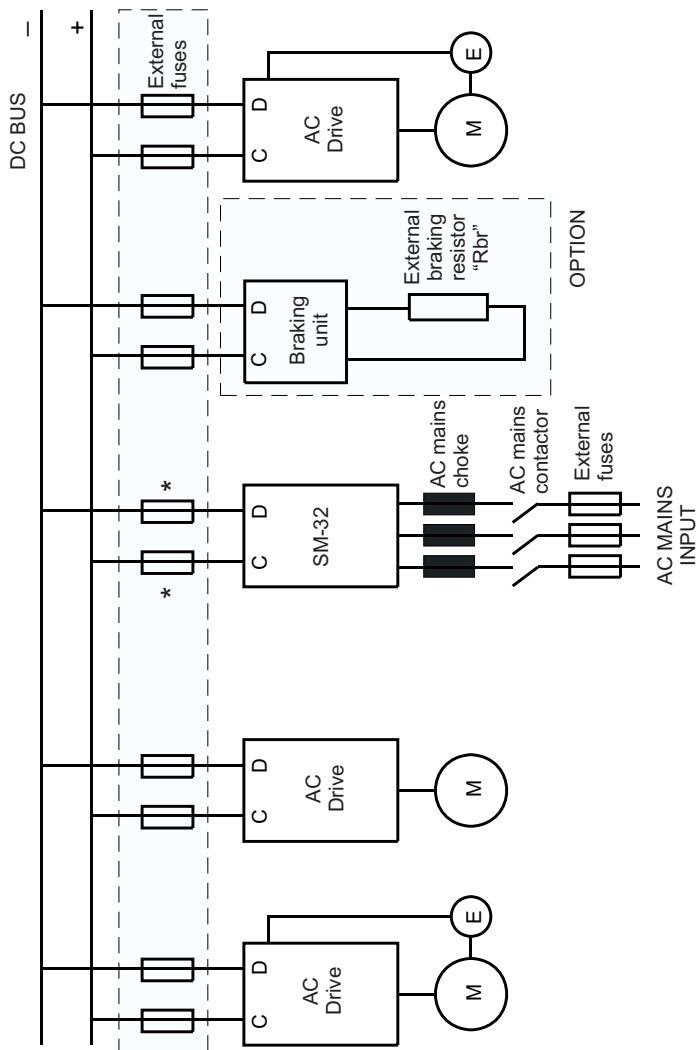 DC BUS
–
+
External
fuses
*
*
C D
AC
Drive
M
E
C D
AC
Drive
M
C D
SM-32
AC mains
choke
AC mains
contactor
External
fuses
AC MAINS
INPUT
C D
Braking
unit
External
braking
resistor
“Rbr”
OPTION
C D
AC
Drive
M
E